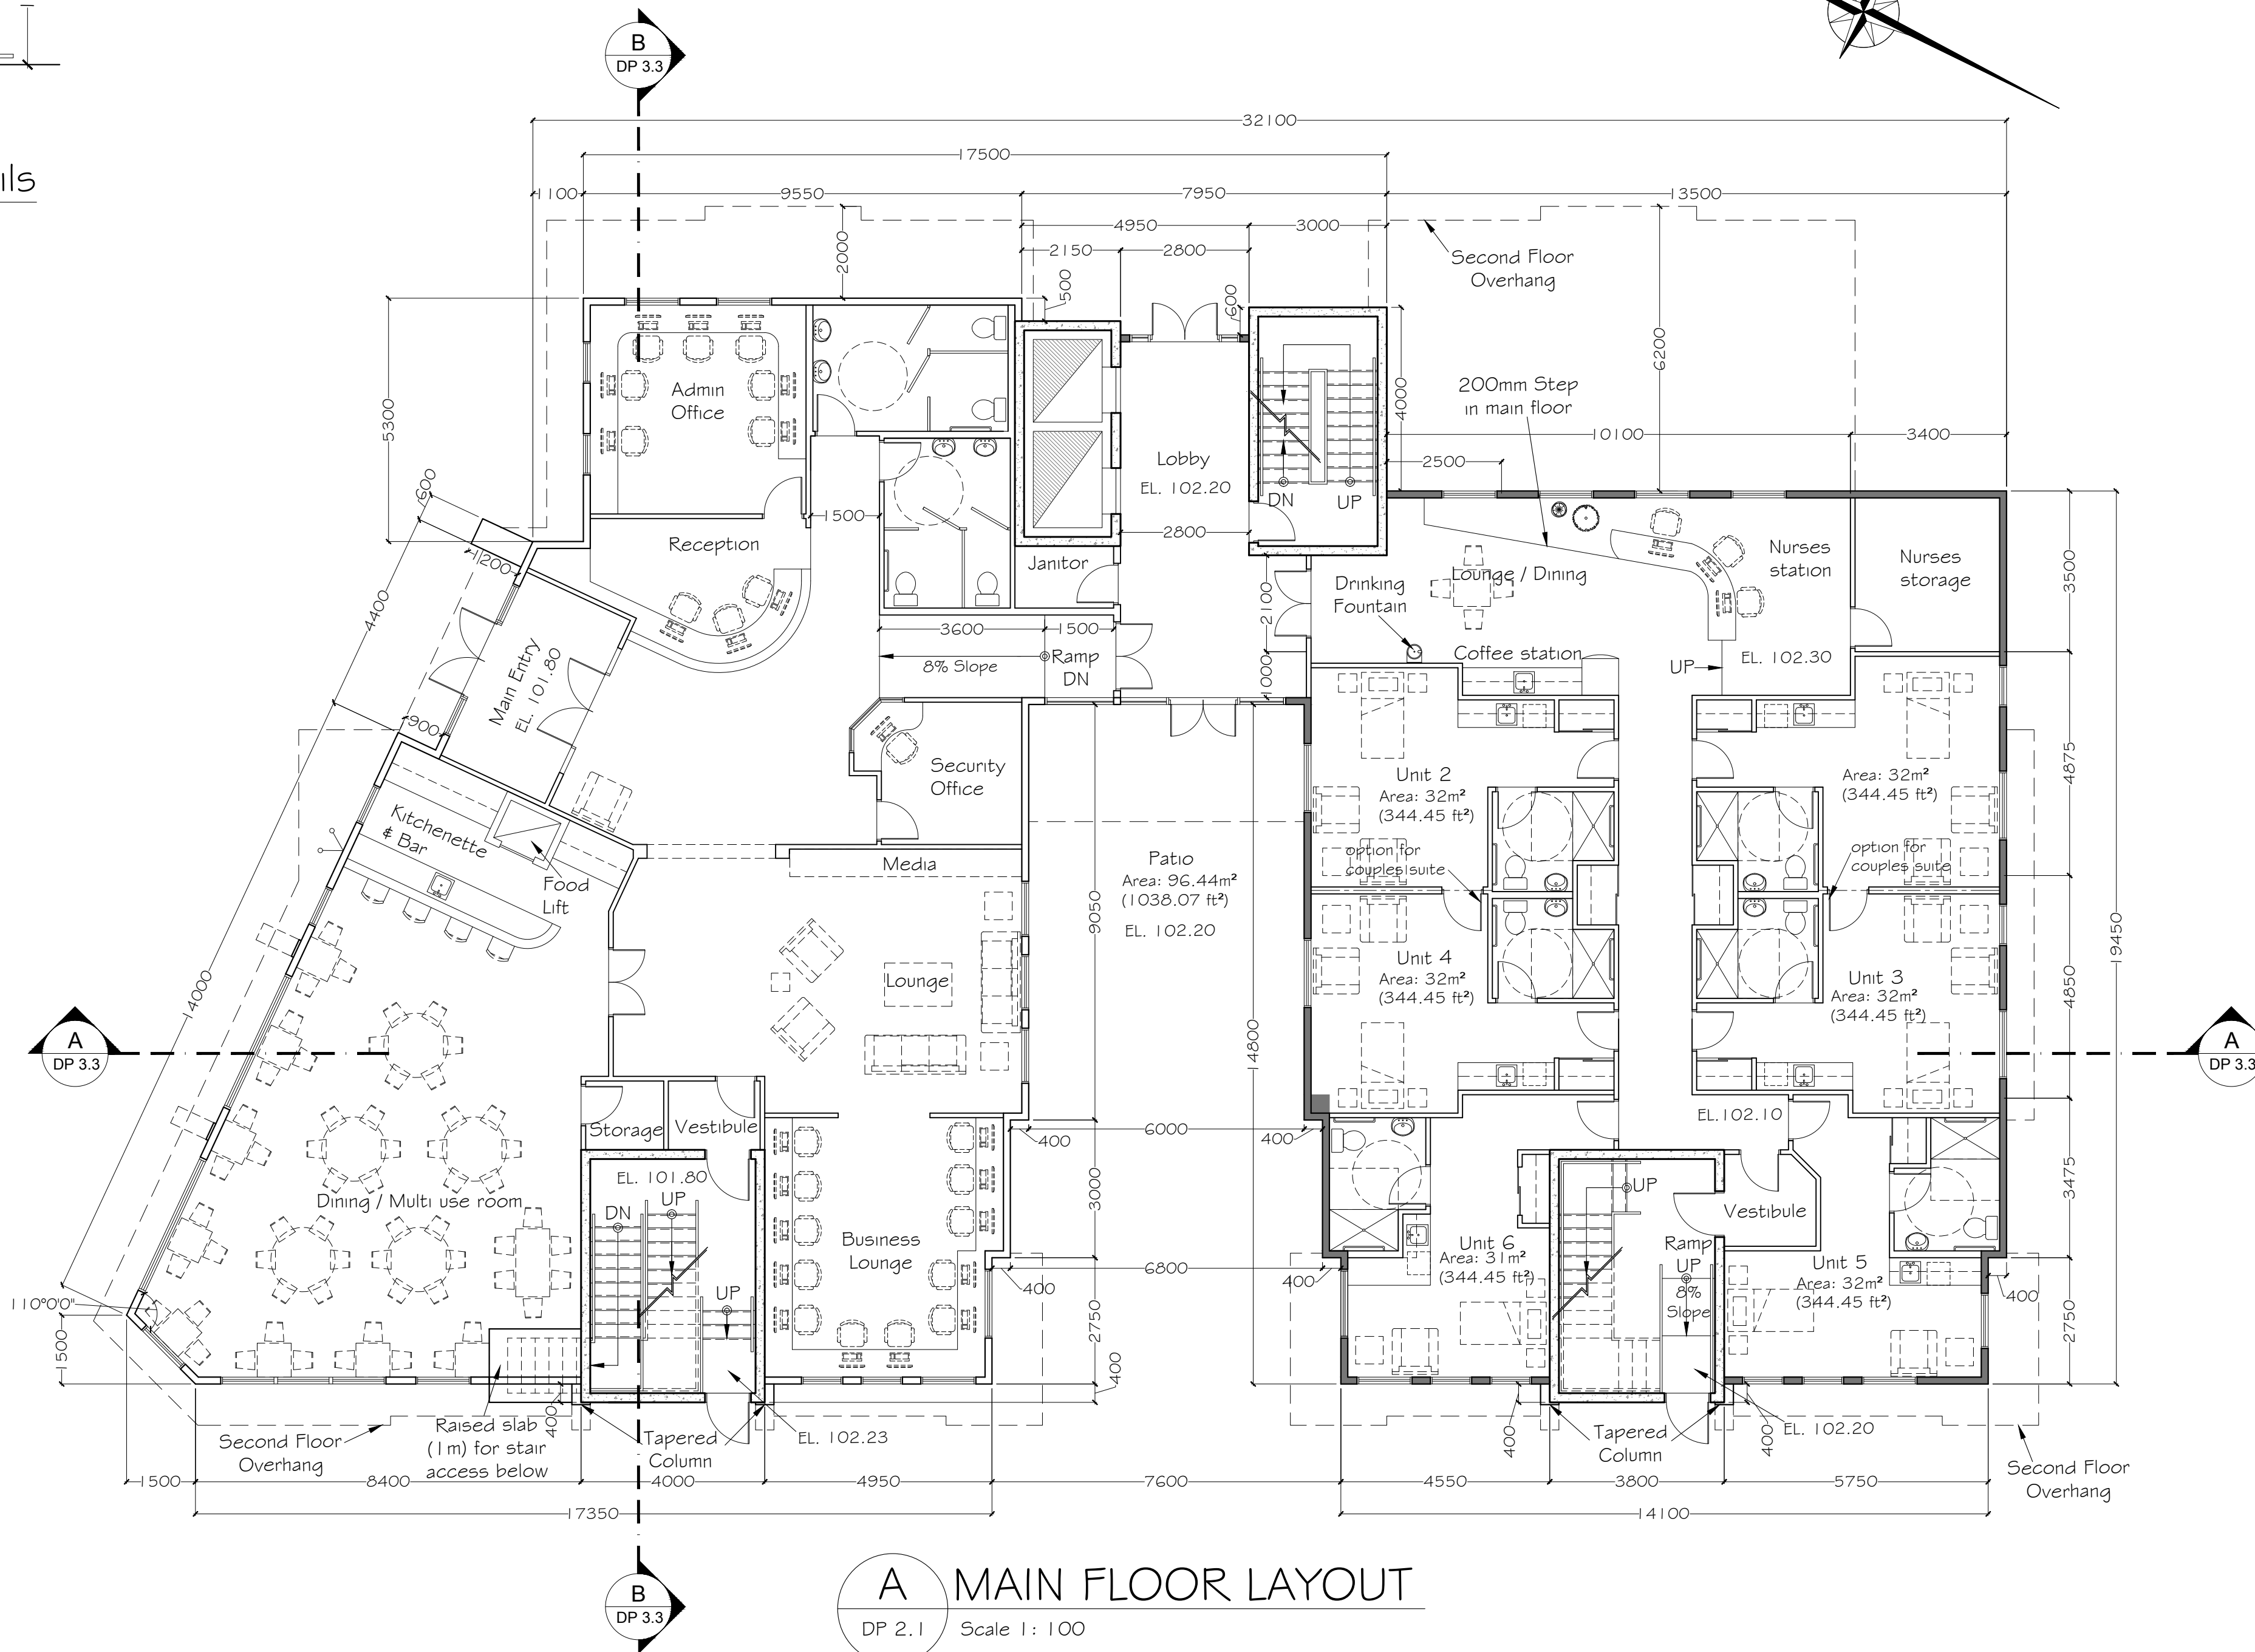 ils
B
DP 3.3
32100
17500
1100
9550
7950
13500
4950
3000
2150
2800
2000
500
600
Second Floor
Overhang
6200
5300
4000
Admin
Office
200mm Step
in main floor
10100
3400
2500
Lobby
EL. 102.20
DN
UP
1500
2800
600
Reception
Janitor
1200
Nurses
station
Nurses
storage
3500
Lounge / Dining
Drinking
Fountain
2100
4400
3600
1500
8% Slope
Ramp
DN
Main Entry
EL. 101.80
Coffee station
UP
EL. 102.30
1000
900
Security
Office
Unit 2
Area: 32m²
(344.45 ft²)
Area: 32m²
(344.45 ft²)
4875
Kitchenette
& Bar
Food
Lift
Media
Patio
Area: 96.44m²
(1038.07 ft²)
EL. 102.20
option for
couples suite
option for
couples suite
9050
19450
14000
Lounge
Unit 4
Area: 32m²
(344.45 ft²)
Unit 3
Area: 32m²
(344.45 ft²)
4850
14800
A
DP 3.3
A
DP 3.3
Storage
Vestibule
EL.102.10
400
6000
400
EL. 101.80
UP
DN
3000
3475
Dining / Multi use room
UP
Vestibule
Business
Lounge
Unit 6
Area: 31m²
(344.45 ft²)
Ramp
UP
8%
Slope
Unit 5
Area: 32m²
(344.45 ft²)
6800
400
400
400
UP
110°0'0"
1500
2750
2750
400
400
400
400
Raised slab
(1m) for stair
access below
Second Floor
Overhang
Tapered
Column
EL. 102.23
Tapered
Column
EL. 102.20
Second Floor
Overhang
1500
8400
4000
4950
7600
4550
3800
5750
17350
14100
B
DP 3.3
A
DP 2.1
MAIN FLOOR LAYOUT
Scale 1: 100